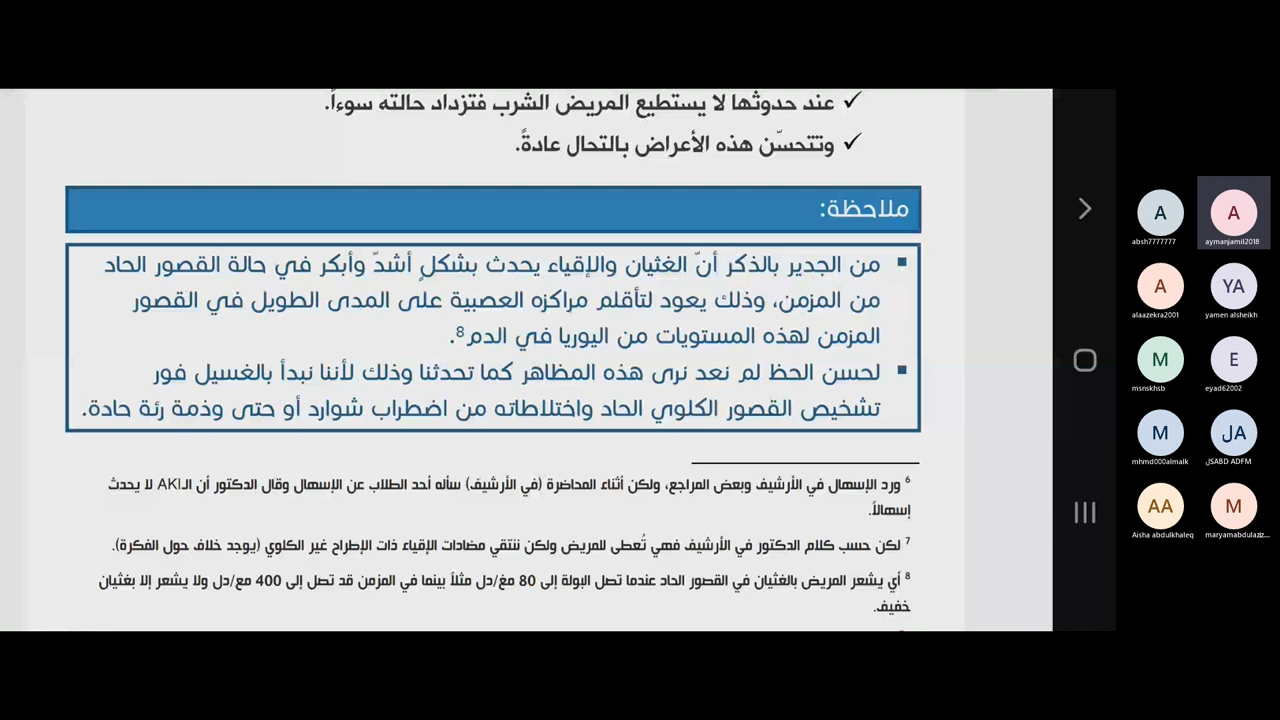 ✓ عند حدوثها لا يستطيع المريض الشرب فتزداد حالته سوءاً.
✓ وتتحسّن هذه الأعراض بالتحال عادةً.
ملاحظة:
▪ من الجدير بالذكر أنّ الغثيان والإقياء يحدث بشكلٍ أشدّ وأبكر في حالة القصور الحاد
من المزمن، وذلك يعود لتأقلم مراكزه العصبية على المدى الطويل في القصور
المزمن لهذه المستويات من اليوريا في الدم⁸.
▪ لحسن الحظ لم نعد نرى هذه المظاهر كما تحدثنا وذلك لأننا نبدأ بالغسيل فور
تشخيص القصور الكلوي الحاد واختلاطاته من اضطراب شوارد أو حتى وذمة رئة حادة.
⁶ ورد الإسهال في الأرشيف وبعض المراجع، ولكن أثناء المحاضرة (في الأرشيف) سأله أحد الطلاب عن الإسهال وقال الدكتور أن الـAKI لا يحدث
إسهالاً.
⁷ لكن حسب كلام الدكتور في الأرشيف فهي تُعطى للمريض ولكن ننتقي مضادات الإقياء ذات الإطراح غير الكلوي (يوجد خلاف حول الفكرة).
⁸ أي يشعر المريض بالغثيان في القصور الحاد عندما تصل البولة إلى 80 مغ/دل مثلاً بينما في المزمن قد تصل إلى 400 مع/دل ولا يشعر إلا بغثيان
خفيف.
A
absh7777777
A
aymanjamil2018
A
alaazekra2001
YA
yamen alsheikh
M
msnskhsb
E
eyad62002
M
mhmd000almalk
JLا
JSABD ADFM
AA
Aisha abdulkhaleq
M
maryamabdulaziz...